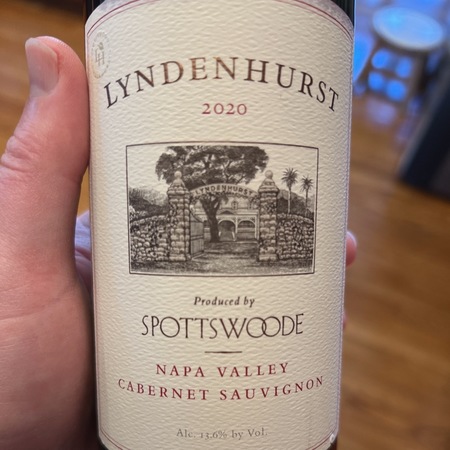 LYNDENHURST
2020
LYNDENHURST
Produced by
SPOTTSWOODE
NAPA VALLEY
CABERNET SAUVIGNON
Alc. 13.6% by Vol.